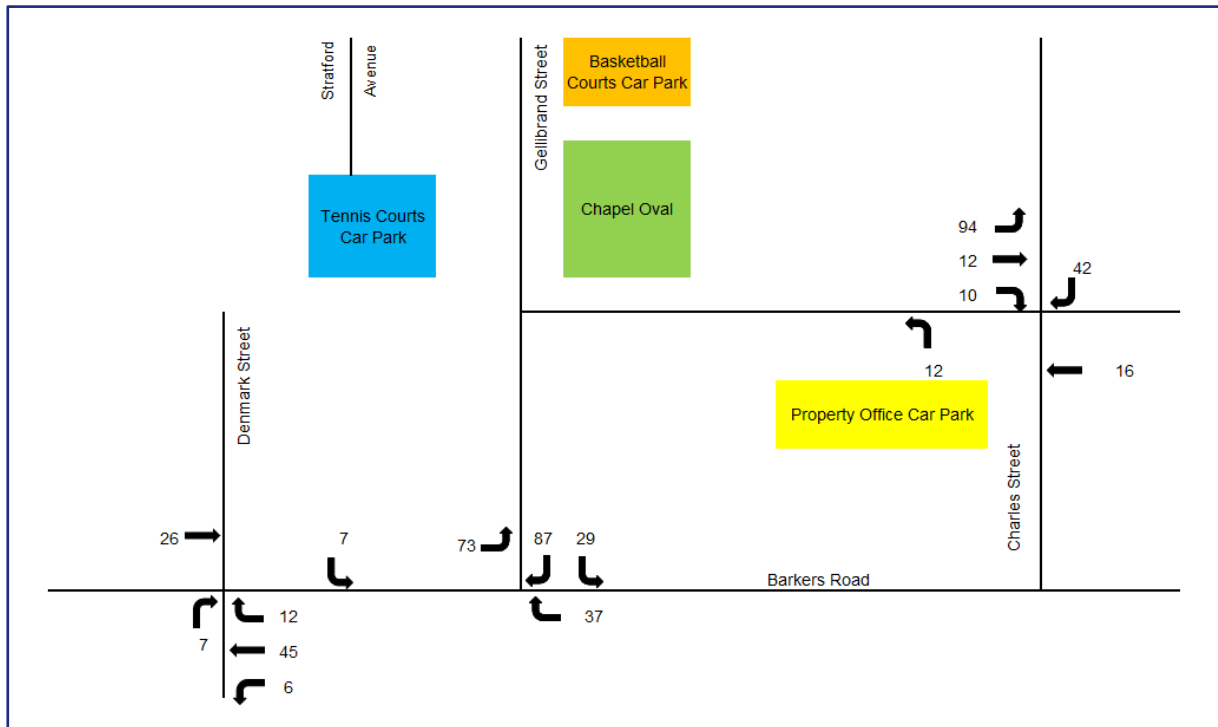 Stratford
Avenue
Gellibrand Street
Basketball
Courts Car Park
Tennis Courts
Car Park
Chapel Oval
94
12
42
10
12
16
Property Office Car Park
Denmark Street
Charles Street
26
7
73
87
29
Barkers Road
7
12
37
45
6